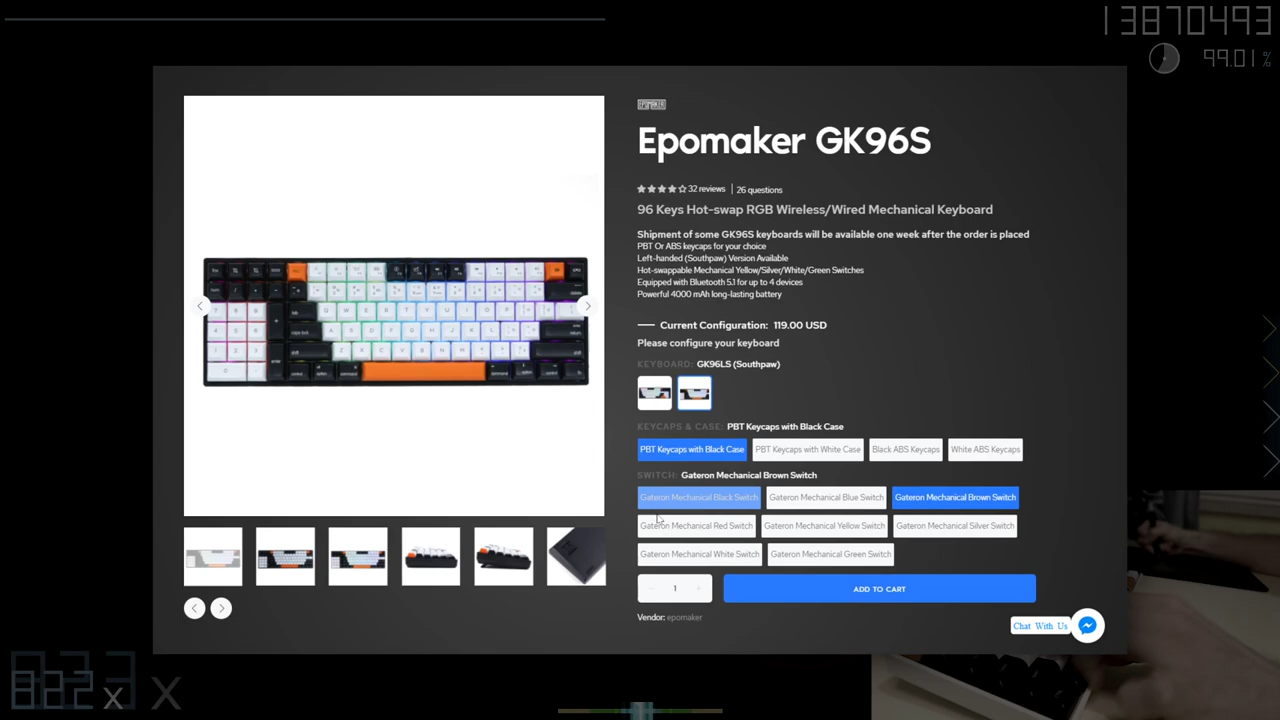 13870493
99.01%
EPOMAKER
Epomaker GK96S
32 reviews | 26 questions
96 Keys Hot-swap RGB Wireless/Wired Mechanical Keyboard
Shipment of some GK96S keyboards will be available one week after the order is placed
PBT Or ABS keycaps for your choice
Left-handed (Southpaw) Version Available
Hot-swappable Mechanical Yellow/Silver/White/Green Switches
Equipped with Bluetooth 5.1 for up to 4 devices
Powerful 4000 mAh long-lasting battery
Current Configuration: 119.00 USD
Please configure your keyboard
KEYBOARD: GK96LS (Southpaw)
KEYCAPS & CASE: PBT Keycaps with Black Case
PBT Keycaps with Black Case PBT Keycaps with White Case Black ABS Keycaps White ABS Keycaps
SWITCH: Gateron Mechanical Brown Switch
Gateron Mechanical Black Switch Gateron Mechanical Blue Switch Gateron Mechanical Brown Switch
Gateron Mechanical Red Switch Gateron Mechanical Yellow Switch Gateron Mechanical Silver Switch
Gateron Mechanical White Switch Gateron Mechanical Green Switch
- 1 +
ADD TO CART
Vendor: epomaker
Chat With Us